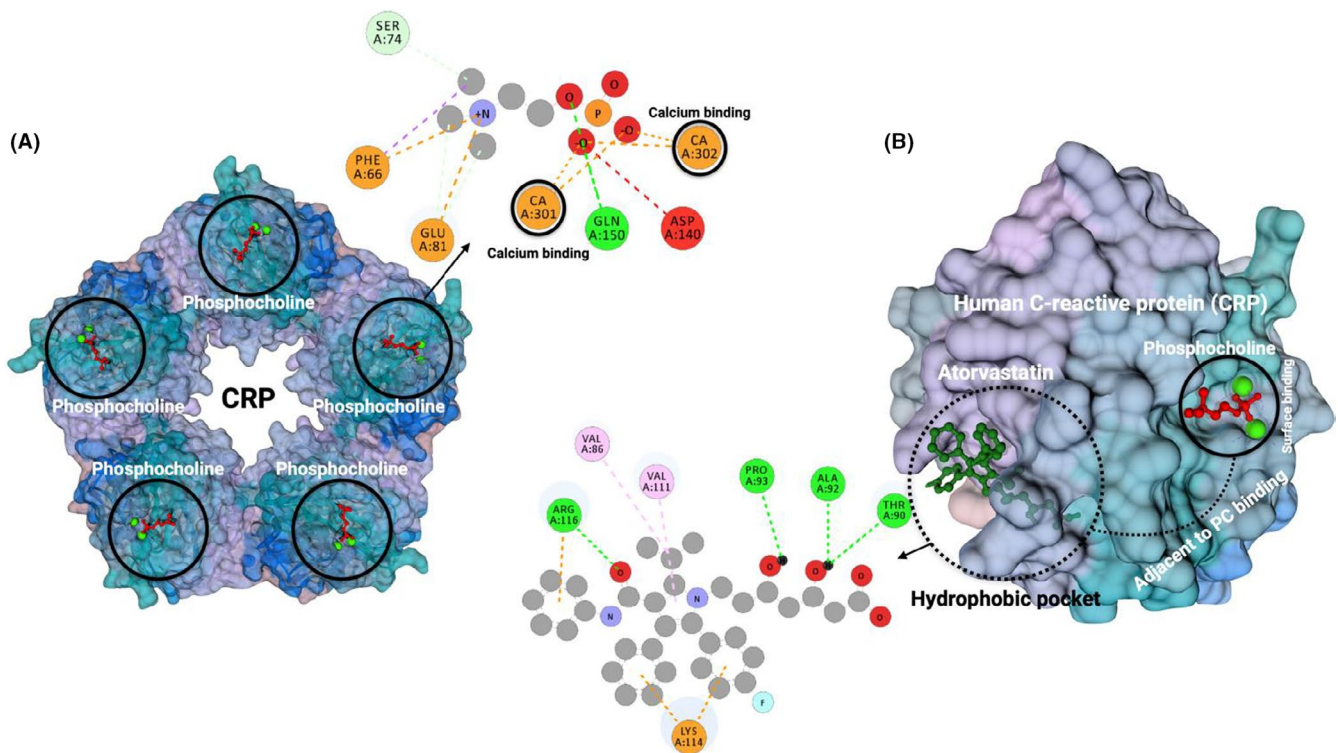 (A)
SER
A:74
+N
O
O
P
-O
-O
Calcium binding
CA
A:302
PHE
A:66
GLU
A:81
CA
A:301
Calcium binding
GLN
A:150
ASP
A:140
Phosphocholine
Phosphocholine
Phosphocholine
CRP
Phosphocholine
Phosphocholine
(B)
Human C-reactive protein (CRP)
Phosphocholine
Atorvastatin
Surface binding
Adjacent to PC binding
Hydrophobic pocket
VAL
A:86
VAL
A:111
PRO
A:93
ALA
A:92
THR
A:90
ARG
A:116
O
N
N
O
H
O
H
O
O
F
LYS
A:114